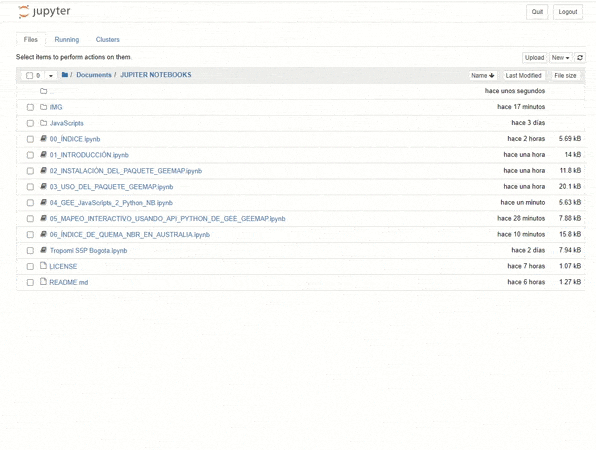 jupyter Quit Logout
Files Running Clusters
Select items to perform actions on them. Upload New
0 / Documents / JUPITER NOTEBOOKS Name Last Modified File size
.. hace unos segundos
IMG hace 17 minutos
JavaScripts hace 3 días
00_ÍNDICE.ipynb hace 2 horas 5.69 kB
01_INTRODUCCIÓN.ipynb hace una hora 14 kB
02_INSTALACIÓN_DEL_PAQUETE_GEEMAP.ipynb hace una hora 11.8 kB
03_USO_DEL_PAQUETE_GEEMAP.ipynb hace una hora 20.1 kB
04_GEE_JavaScripts_2_Python_NB.ipynb hace un minuto 5.63 kB
05_MAPEO_INTERACTIVO_USANDO_API_PYTHON_DE_GEE_GEEMAP.ipynb hace 28 minutos 7.88 kB
06_ÍNDICE_DE_QUEMA_NBR_EN_AUSTRALIA.ipynb hace 10 minutos 15.8 kB
Tropomi SSP Bogota.ipynb hace 2 días 7.94 kB
LICENSE hace 7 horas 1.07 kB
README.md hace 6 horas 1.27 kB